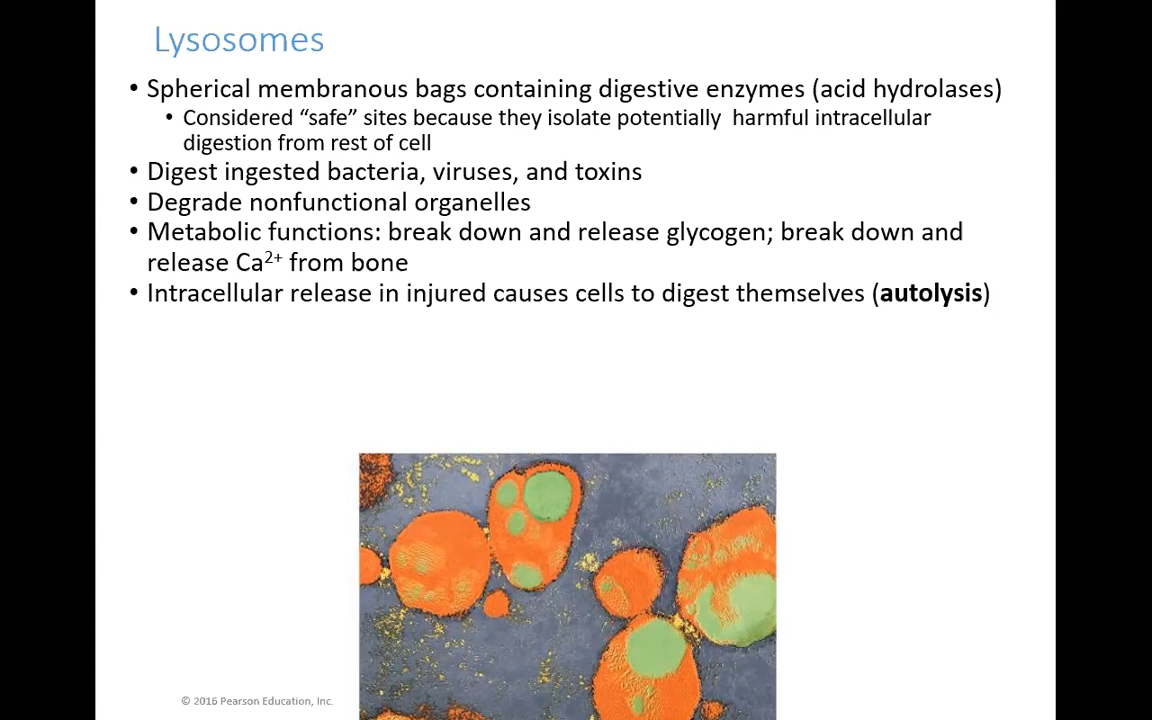 Lysosomes
• Spherical membranous bags containing digestive enzymes (acid hydrolases)
• Considered “safe” sites because they isolate potentially  harmful intracellular
digestion from rest of cell
• Digest ingested bacteria, viruses, and toxins
• Degrade nonfunctional organelles
• Metabolic functions: break down and release glycogen; break down and
release Ca²⁺ from bone
• Intracellular release in injured causes cells to digest themselves (autolysis)
© 2016 Pearson Education, Inc.